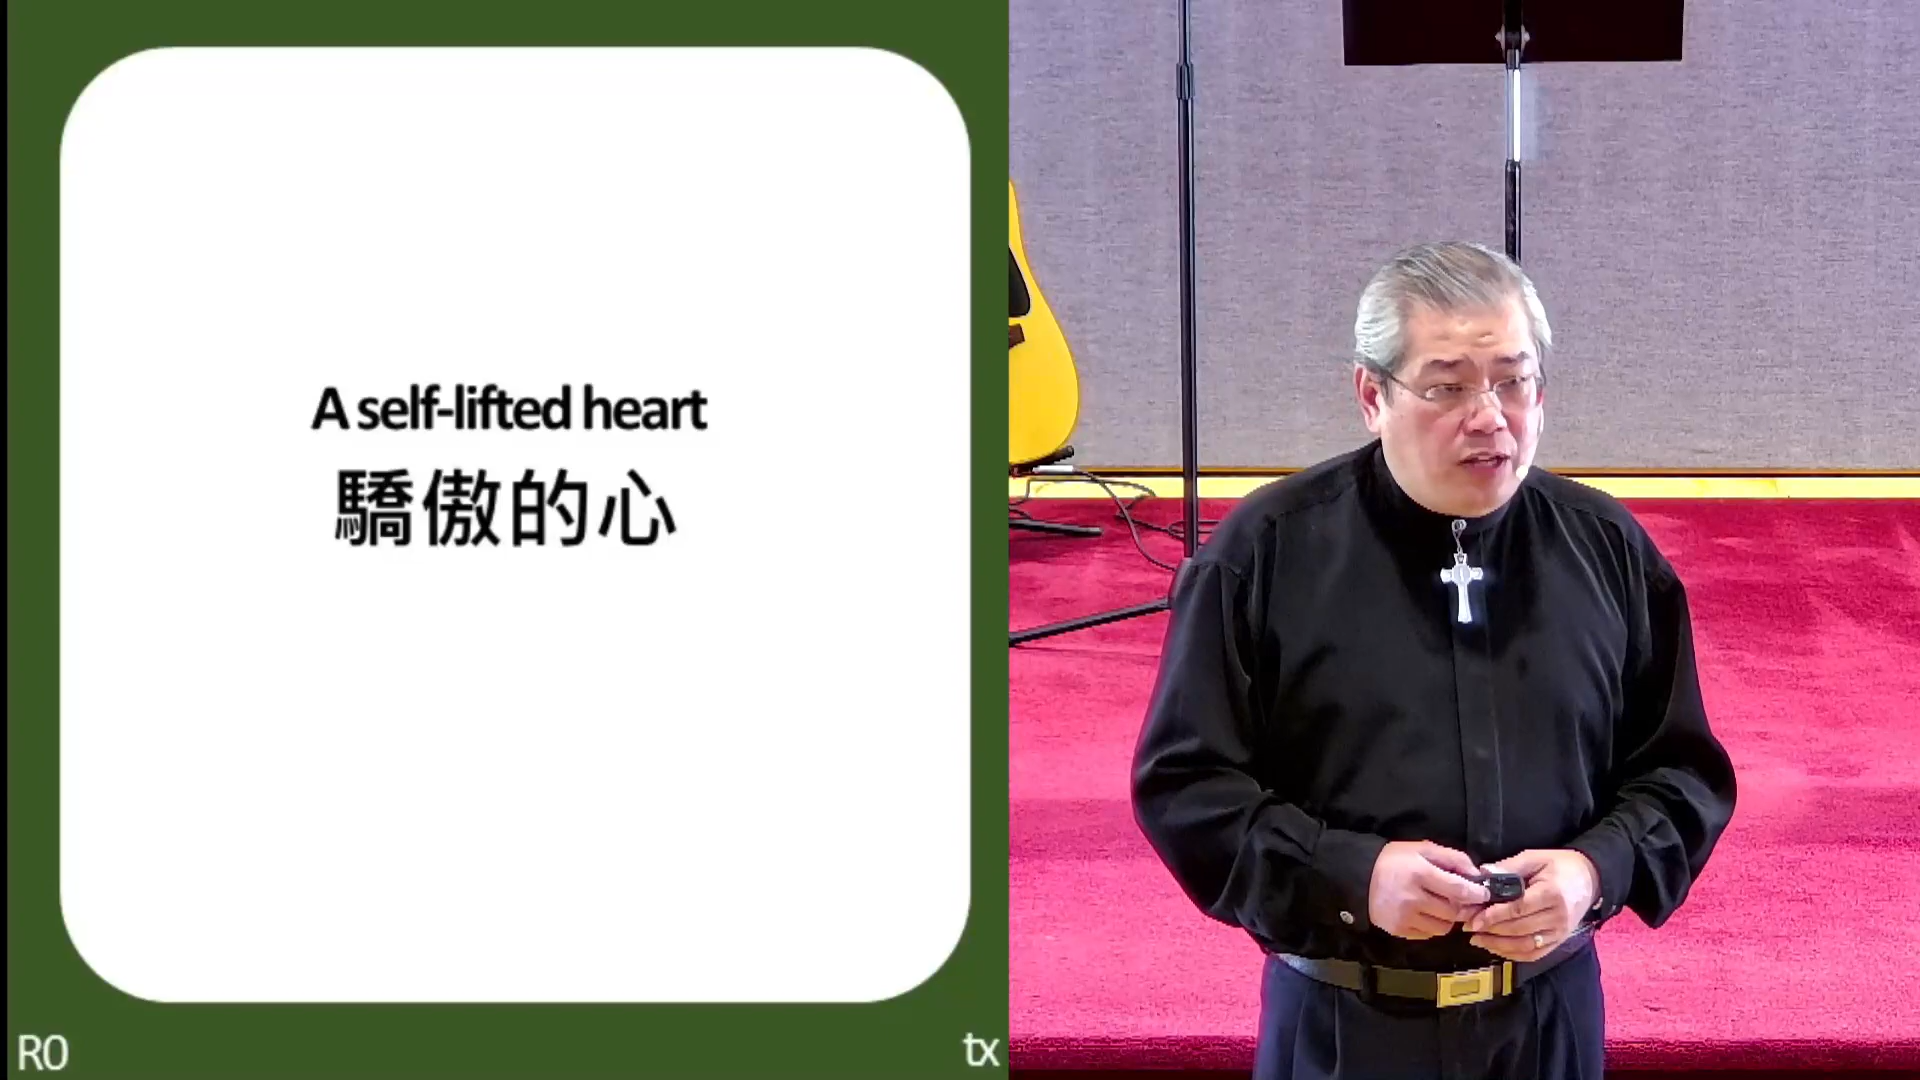 A self-lifted heart
驕傲的心
R0
tx